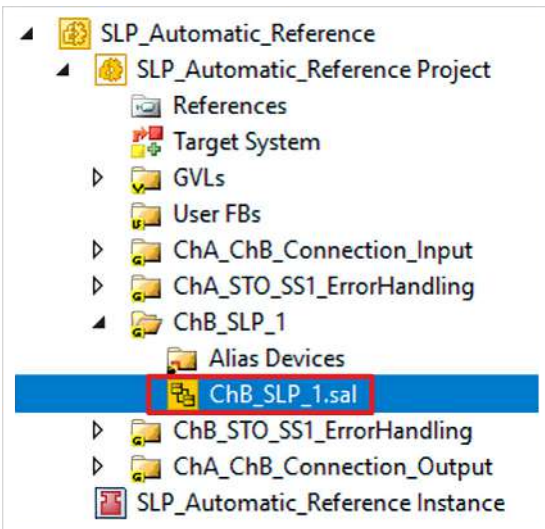 SLP_Automatic_Reference
SLP_Automatic_Reference Project
References
Target System
GVLs
User FBs
ChA_ChB_Connection_Input
ChA_STO_SS1_ErrorHandling
ChB_SLP_1
Alias Devices
ChB_SLP_1.sal
ChB_STO_SS1_ErrorHandling
ChA_ChB_Connection_Output
SLP_Automatic_Reference Instance